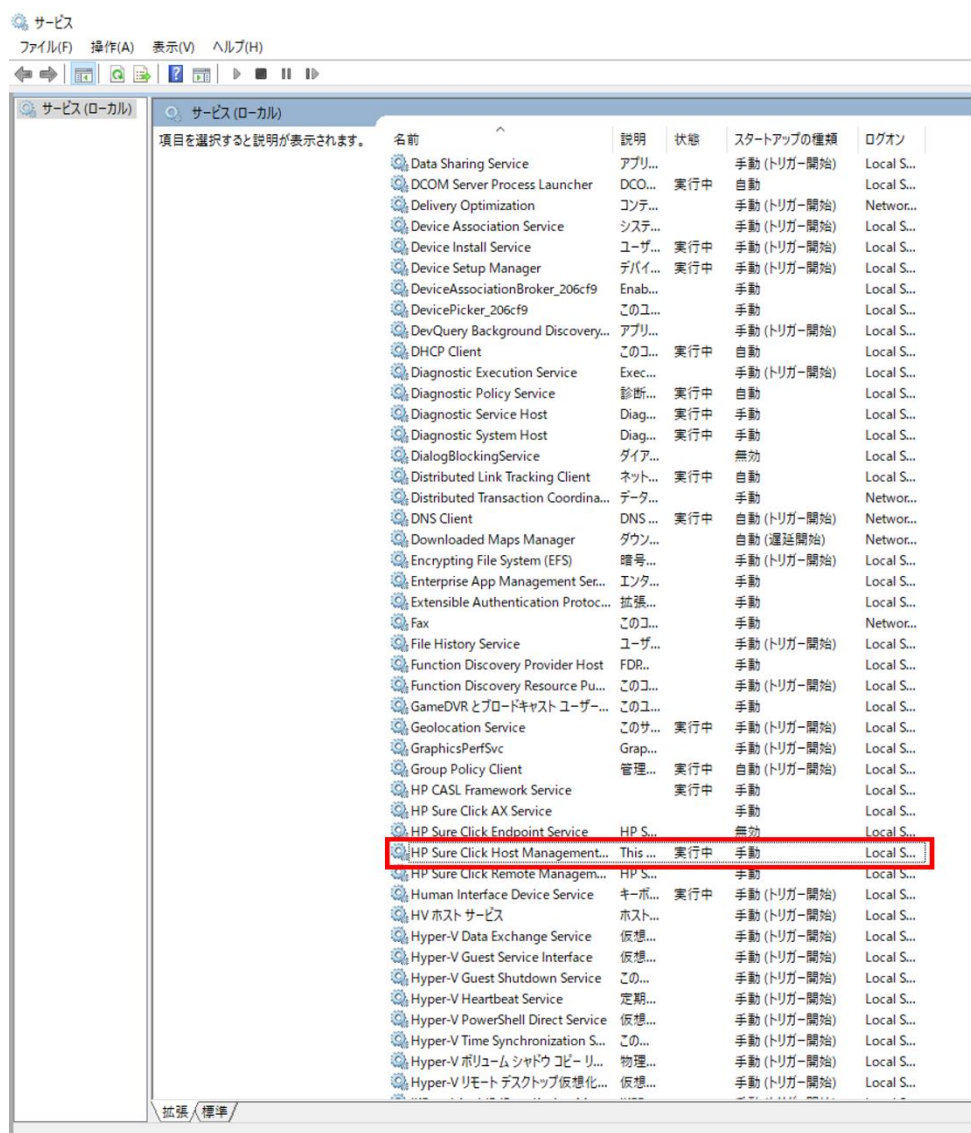 サービス
ファイル(F) 操作(A) 表示(V) ヘルプ(H)
サービス (ローカル)
サービス (ローカル)
項目を選択すると説明が表示されます。
名前 説明 状態 スタートアップの種類 ログオン
Data Sharing Service アプリ... 手動 (トリガー開始) Local S...
DCOM Server Process Launcher DCO... 実行中 自動 Local S...
Delivery Optimization コンテ... 手動 (トリガー開始) Networ...
Device Association Service システ... 手動 (トリガー開始) Local S...
Device Install Service ユーザ... 実行中 手動 (トリガー開始) Local S...
Device Setup Manager デバイ... 実行中 手動 (トリガー開始) Local S...
DeviceAssociationBroker_206cf9 Enab... 手動 Local S...
DevicePicker_206cf9 このユ... 手動 Local S...
DevQuery Background Discovery... アプリ... 手動 (トリガー開始) Local S...
DHCP Client このコ... 実行中 自動 Local S...
Diagnostic Execution Service Exec... 手動 (トリガー開始) Local S...
Diagnostic Policy Service 診断... 実行中 自動 Local S...
Diagnostic Service Host Diag... 実行中 手動 Local S...
Diagnostic System Host Diag... 実行中 手動 Local S...
DialogBlockingService ダイア... 無効 Local S...
Distributed Link Tracking Client ネット... 実行中 自動 Local S...
Distributed Transaction Coordina... データ... 手動 Networ...
DNS Client DNS ... 実行中 自動 (トリガー開始) Networ...
Downloaded Maps Manager ダウン... 自動 (遅延開始) Networ...
Encrypting File System (EFS) 暗号... 手動 (トリガー開始) Local S...
Enterprise App Management Ser... エンタ... 手動 Local S...
Extensible Authentication Protoc... 拡張... 手動 Local S...
Fax このコ... 手動 Networ...
File History Service ユーザ... 手動 (トリガー開始) Local S...
Function Discovery Provider Host FDP... 手動 Local S...
Function Discovery Resource Pu... このコ... 手動 (トリガー開始) Local S...
GameDVR とブロードキャスト ユーザー... このユ... 手動 Local S...
Geolocation Service このサ... 実行中 手動 (トリガー開始) Local S...
GraphicsPerfSvc Grap... 手動 (トリガー開始) Local S...
Group Policy Client 管理... 実行中 自動 (トリガー開始) Local S...
HP CASL Framework Service 実行中 手動 Local S...
HP Sure Click AX Service 手動 Local S...
HP Sure Click Endpoint Service HP S... 無効 Local S...
HP Sure Click Host Management... This ... 実行中 手動 Local S...
HP Sure Click Remote Managem... HP S... 手動 Local S...
Human Interface Device Service キーボ... 実行中 手動 (トリガー開始) Local S...
HV ホスト サービス ホスト... 手動 (トリガー開始) Local S...
Hyper-V Data Exchange Service 仮想... 手動 (トリガー開始) Local S...
Hyper-V Guest Service Interface 仮想... 手動 (トリガー開始) Local S...
Hyper-V Guest Shutdown Service この... 手動 (トリガー開始) Local S...
Hyper-V Heartbeat Service 定期... 手動 (トリガー開始) Local S...
Hyper-V PowerShell Direct Service 仮想... 手動 (トリガー開始) Local S...
Hyper-V Time Synchronization S... この... 手動 (トリガー開始) Local S...
Hyper-V ボリューム シャドウ コピー リ... 物理... 手動 (トリガー開始) Local S...
Hyper-V リモート デスクトップ仮想化... 仮想... 手動 (トリガー開始) Local S...
拡張 標準